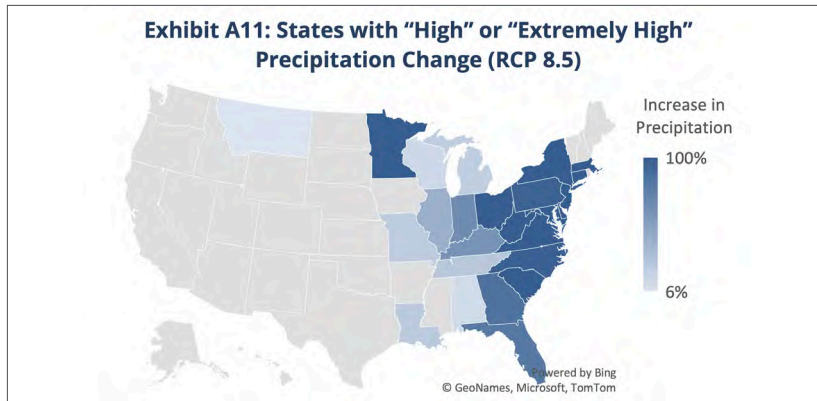 Exhibit A11: States with “High” or “Extremely High”
Precipitation Change (RCP 8.5)
Increase in
Precipitation
100%
6%
Powered by Bing
© GeoNames, Microsoft, TomTom